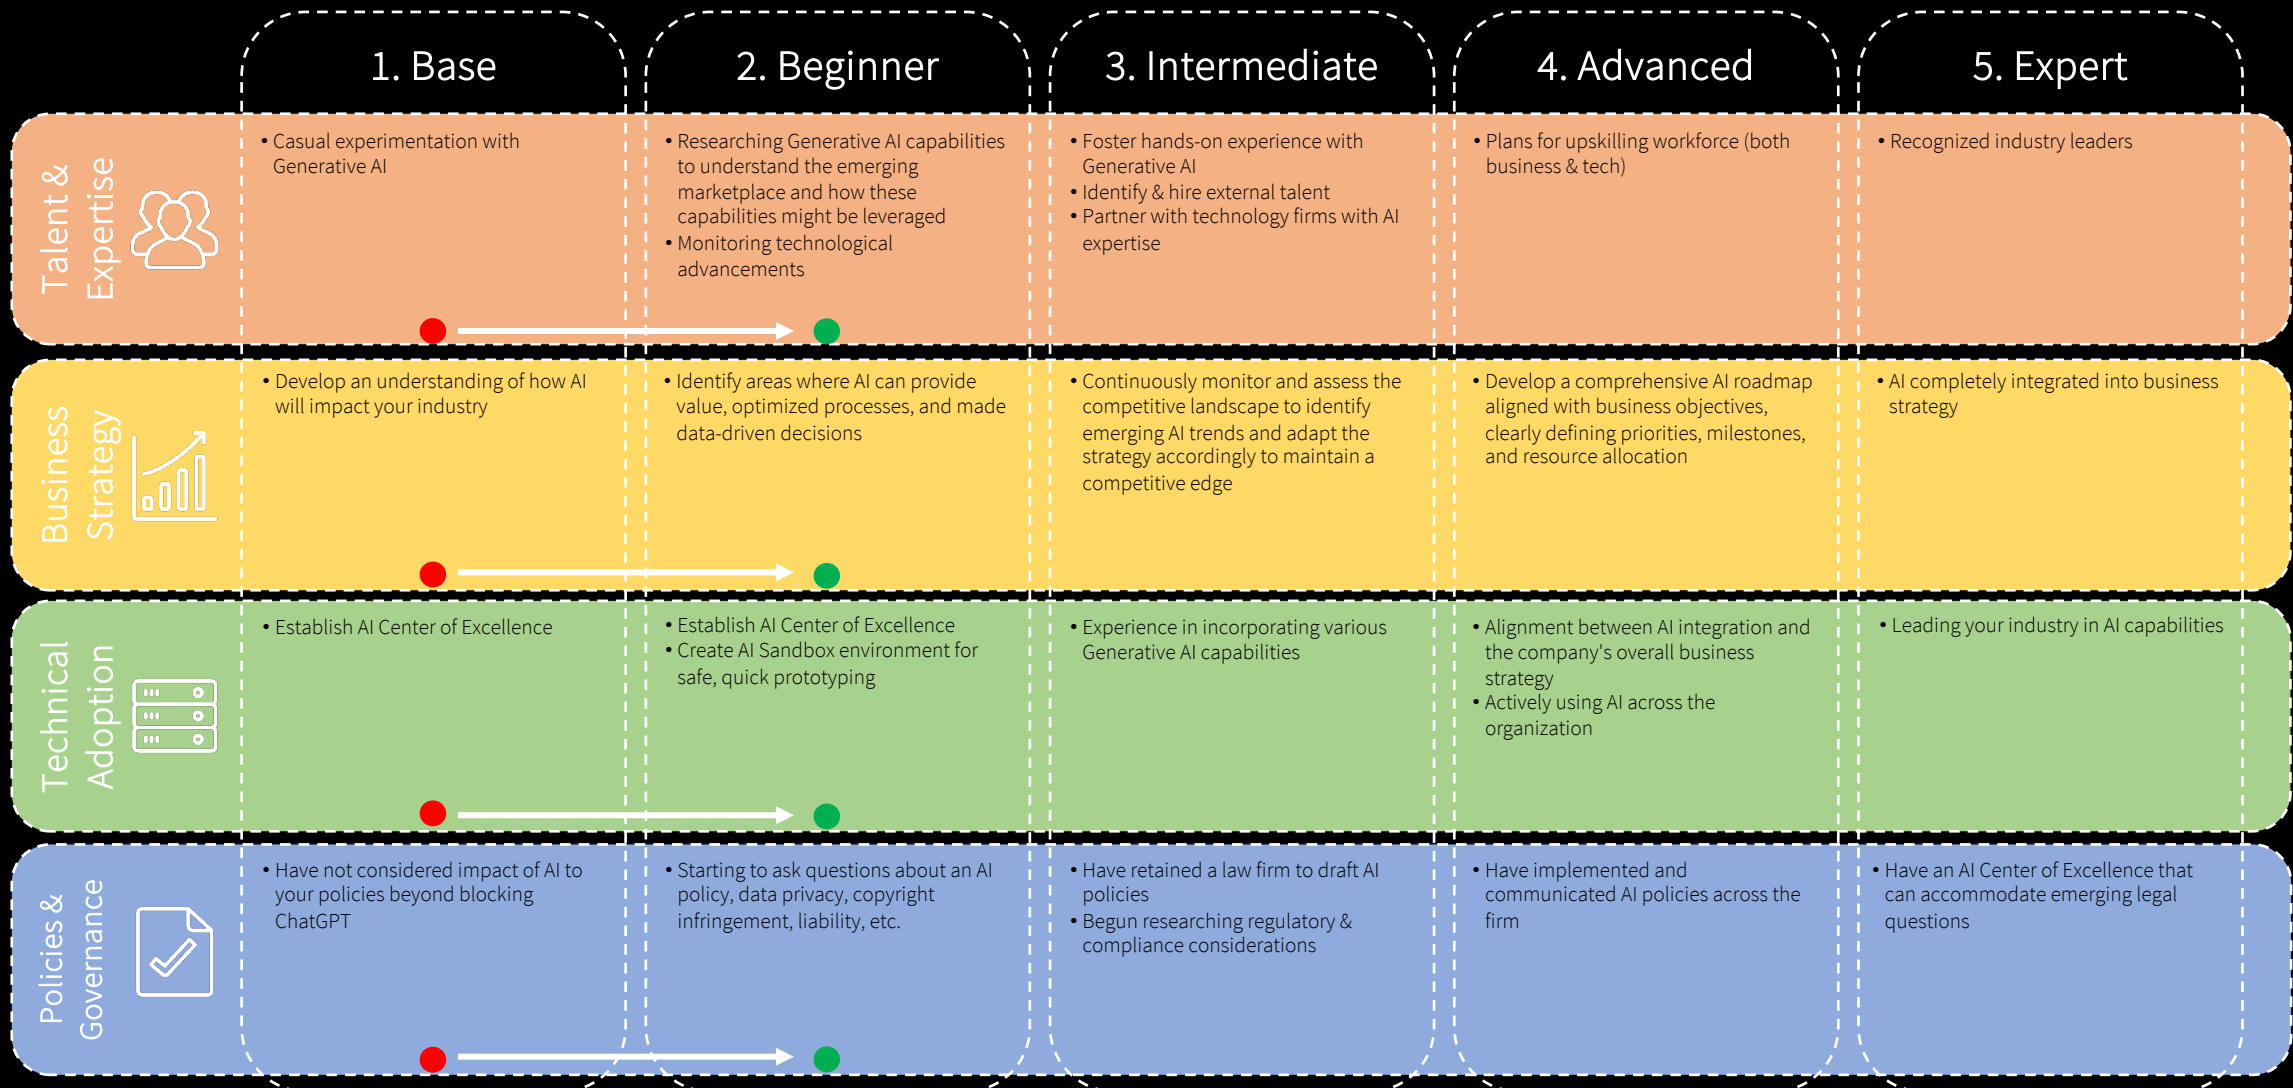 1. Base
2. Beginner
3. Intermediate
4. Advanced
5. Expert
Talent &
Expertise
• Casual experimentation with
Generative AI
• Researching Generative AI capabilities
to understand the emerging
marketplace and how these
capabilities might be leveraged
• Monitoring technological
advancements
• Foster hands-on experience with
Generative AI
• Identify & hire external talent
• Partner with technology firms with AI
expertise
• Plans for upskilling workforce (both
business & tech)
• Recognized industry leaders
Business
Strategy
• Develop an understanding of how AI
will impact your industry
• Identify areas where AI can provide
value, optimized processes, and made
data-driven decisions
• Continuously monitor and assess the
competitive landscape to identify
emerging AI trends and adapt the
strategy accordingly to maintain a
competitive edge
• Develop a comprehensive AI roadmap
aligned with business objectives,
clearly defining priorities, milestones,
and resource allocation
• AI completely integrated into business
strategy
Technical
Adoption
• Establish AI Center of Excellence
• Establish AI Center of Excellence
• Create AI Sandbox environment for
safe, quick prototyping
• Experience in incorporating various
Generative AI capabilities
• Alignment between AI integration and
the company's overall business
strategy
• Actively using AI across the
organization
• Leading your industry in AI capabilities
Policies &
Governance
• Have not considered impact of AI to
your policies beyond blocking
ChatGPT
• Starting to ask questions about an AI
policy, data privacy, copyright
infringement, liability, etc.
• Have retained a law firm to draft AI
policies
• Begun researching regulatory &
compliance considerations
• Have implemented and
communicated AI policies across the
firm
• Have an AI Center of Excellence that
can accommodate emerging legal
questions